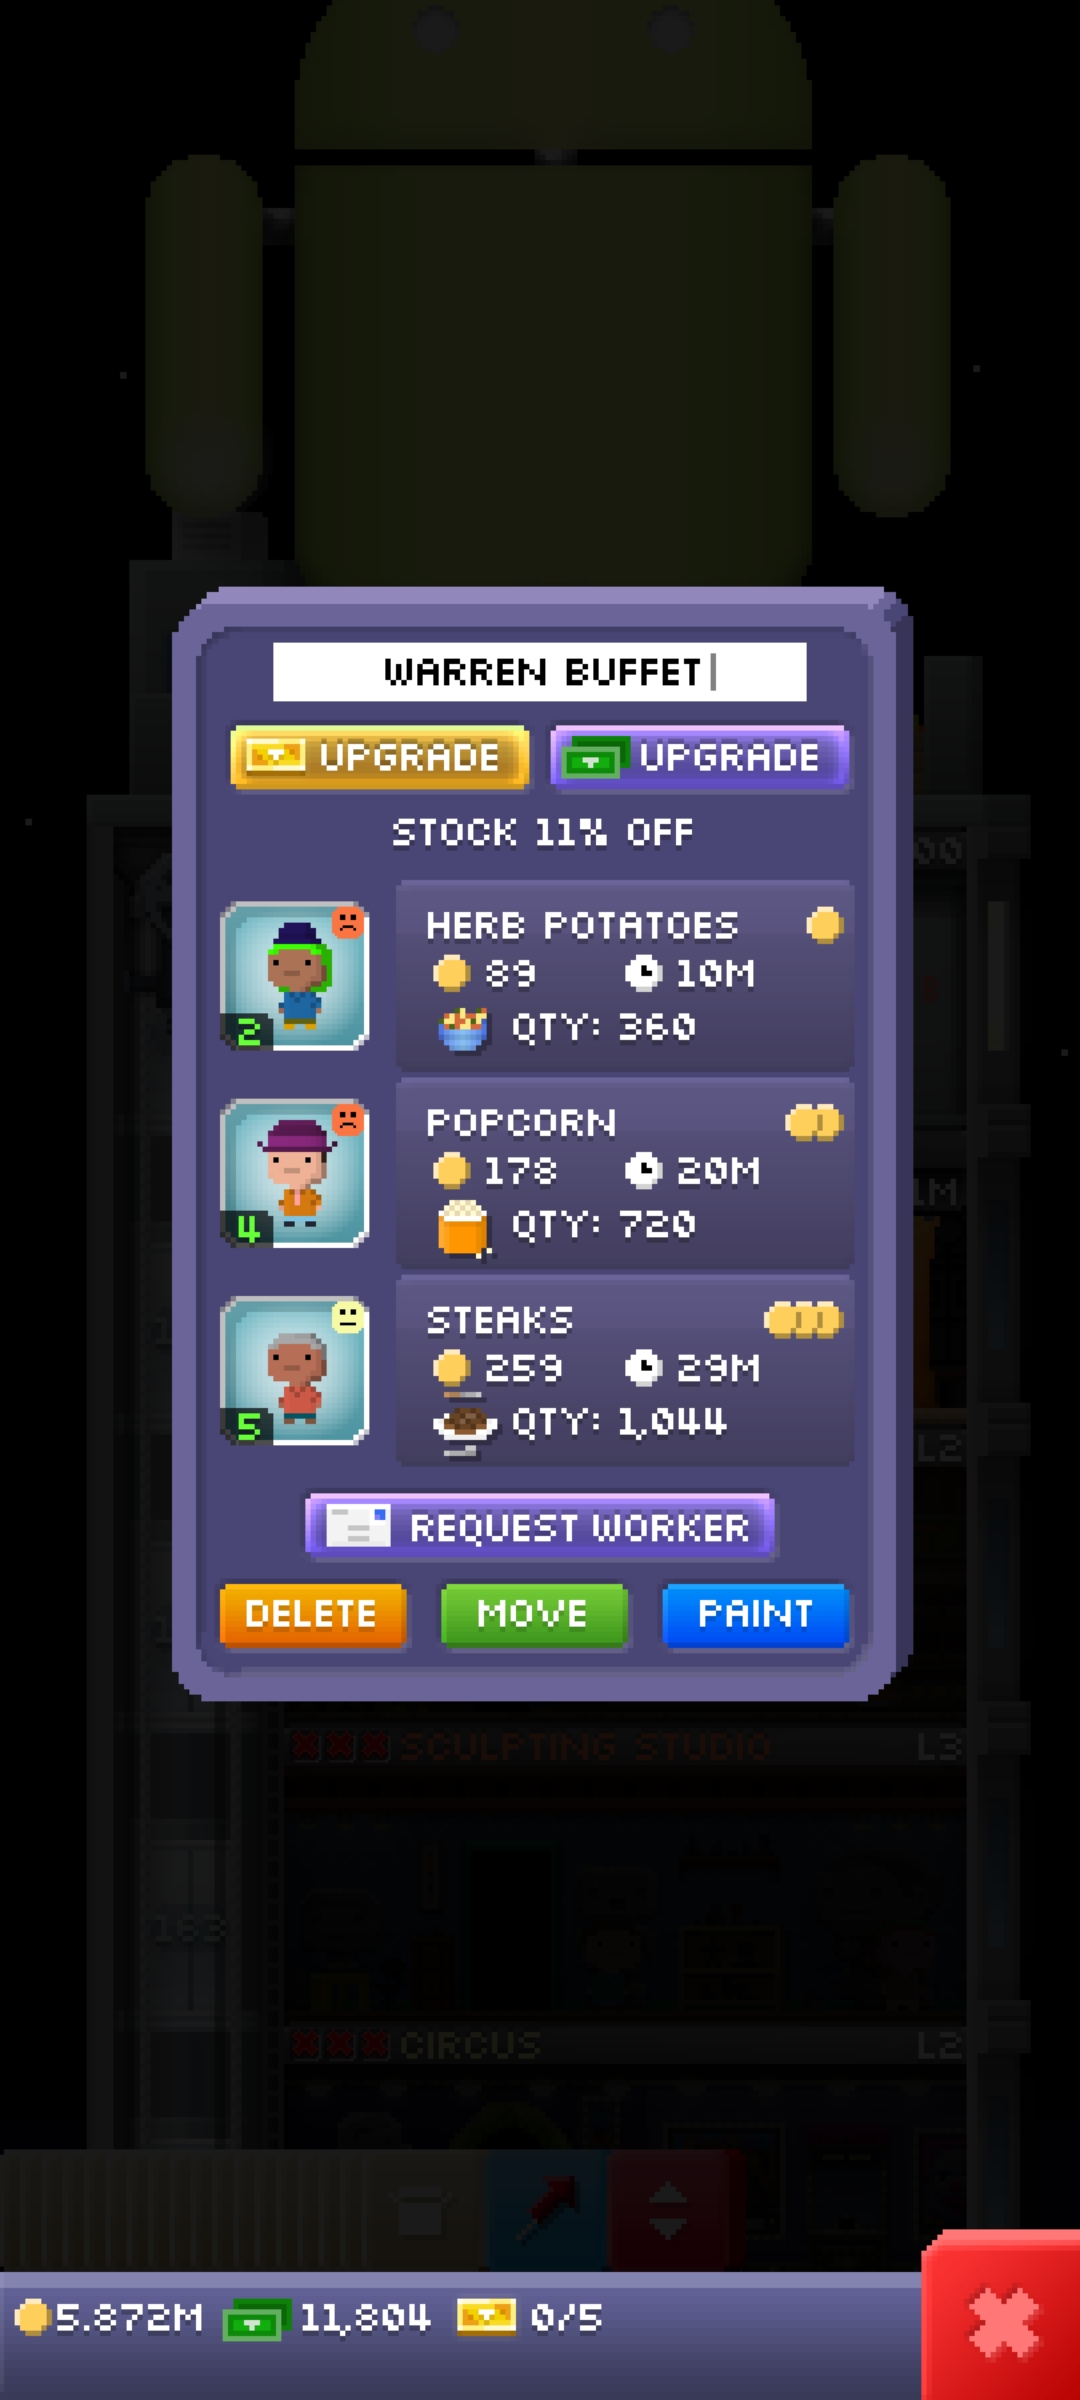 WARREN BUFFET
UPGRADE UPGRADE
STOCK 11% OFF
HERB POTATOES
89 10M
QTY: 360
2
POPCORN
178 20M
QTY: 720
4
STEAKS
259 29M
QTY: 1,044
5
REQUEST WORKER
DELETE MOVE PAINT
SCULPTING STUDIO L3
163
CIRCUS L2
5.872M 11,804 0/5